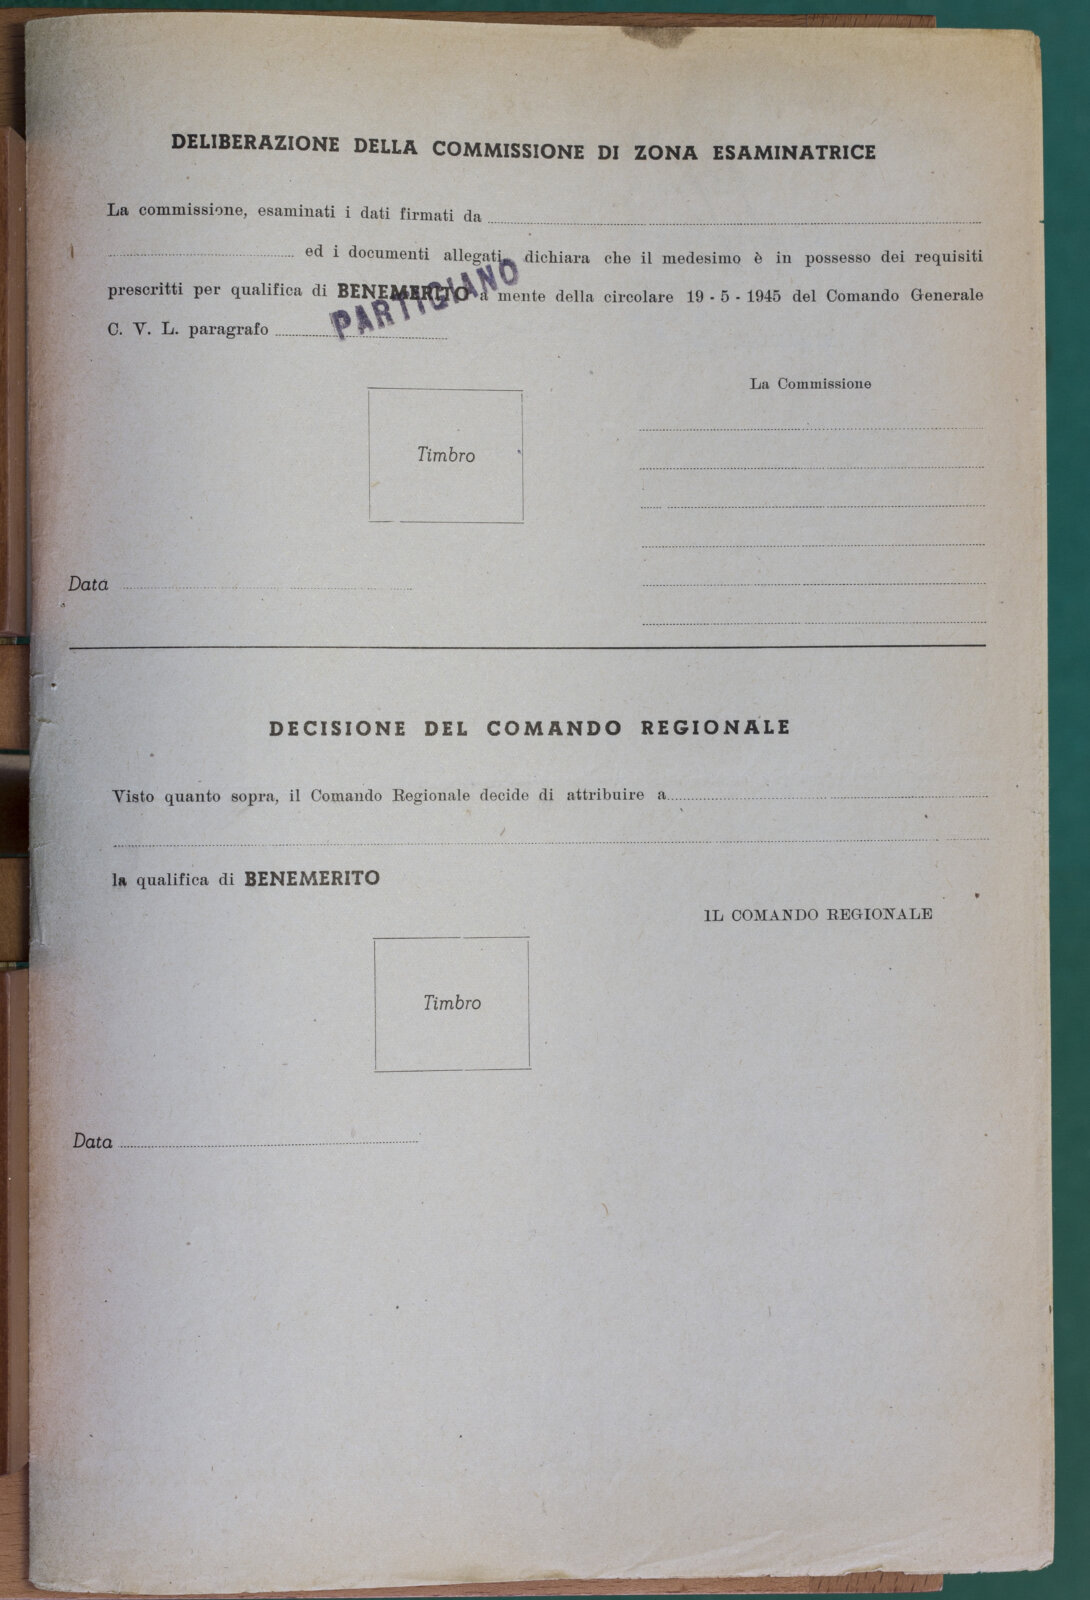 DELIBERAZIONE DELLA COMMISSIONE DI ZONA ESAMINATRICE
La commissione, esaminati i dati firmati da
ed i documenti allegati, dichiara che il medesimo è in possesso dei requisiti
prescritti per qualifica di BENEMERITO a mente della circolare 19 - 5 - 1945 del Comando Generale
PARTIGIANO
C. V. L. paragrafo
La Commissione
Timbro
Data
DECISIONE DEL COMANDO REGIONALE
Visto quanto sopra, il Comando Regionale decide di attribuire a
la qualifica di BENEMERITO
IL COMANDO REGIONALE
Timbro
Data